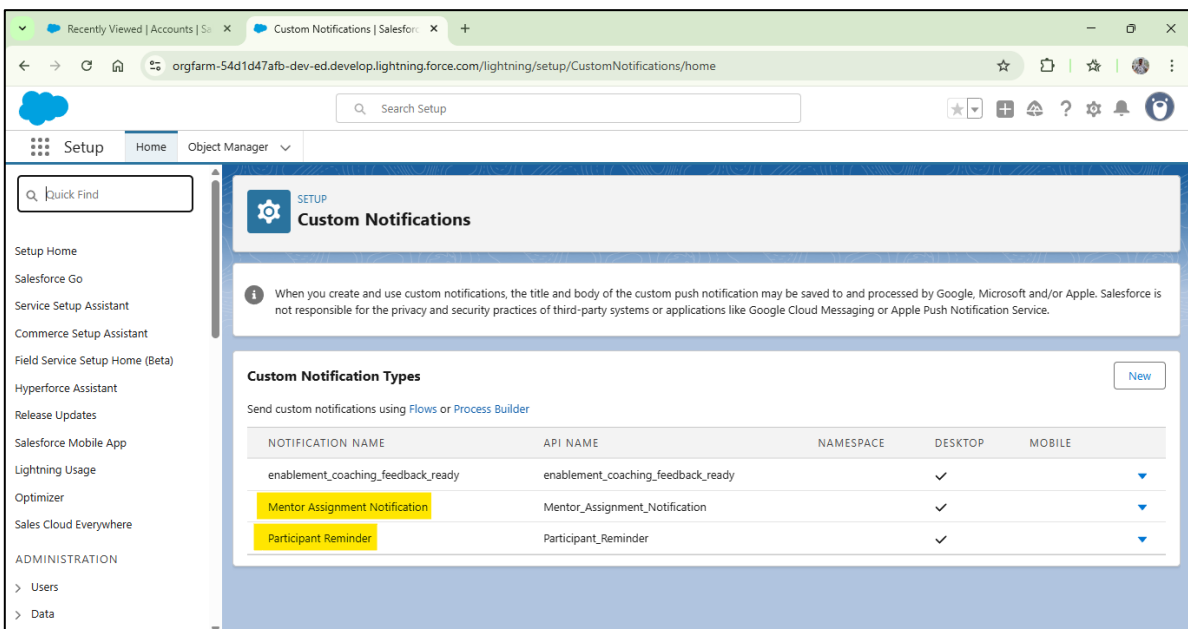 Recently Viewed | Accounts | Sa
Custom Notifications | Salesforc
orgfarm-54d1d47afb-dev-ed.develop.lightning.force.com/lightning/setup/CustomNotifications/home
Search Setup
Setup
Home
Object Manager
Quick Find
Setup Home
Salesforce Go
Service Setup Assistant
Commerce Setup Assistant
Field Service Setup Home (Beta)
Hyperforce Assistant
Release Updates
Salesforce Mobile App
Lightning Usage
Optimizer
Sales Cloud Everywhere
ADMINISTRATION
Users
Data
SETUP
Custom Notifications
When you create and use custom notifications, the title and body of the custom push notification may be saved to and processed by Google, Microsoft and/or Apple. Salesforce is
not responsible for the privacy and security practices of third-party systems or applications like Google Cloud Messaging or Apple Push Notification Service.
Custom Notification Types
New
Send custom notifications using Flows or Process Builder
NOTIFICATION NAME API NAME NAMESPACE DESKTOP MOBILE
enablement_coaching_feedback_ready enablement_coaching_feedback_ready
Mentor Assignment Notification Mentor_Assignment_Notification
Participant Reminder Participant_Reminder